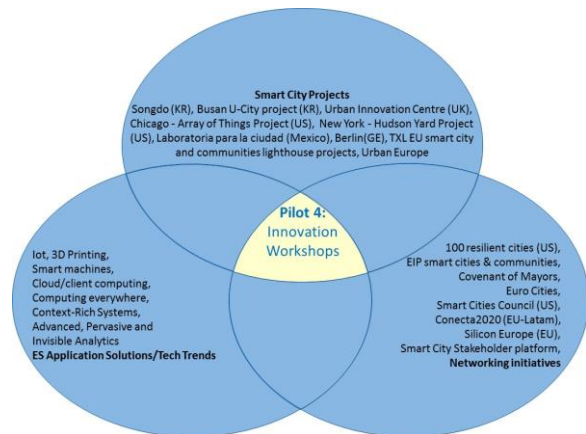 Smart City Projects
Songdo (KR), Busan U-City project (KR), Urban Innovation Centre (UK),
Chicago - Array of Things Project (US), New York - Hudson Yard Project
(US), Laboratoria para la ciudad (Mexico), Berlin(GE), TXL EU smart city
and communities lighthouse projects, Urban Europe
Pilot 4:
Innovation
Workshops
Iot, 3D Printing,
Smart machines,
Cloud/client computing,
Computing everywhere,
Context-Rich Systems,
Advanced, Pervasive and
Invisible Analytics
ES Application Solutions/Tech Trends
100 resilient cities (US),
EIP smart cities & communities,
Covenant of Mayors,
Euro Cities,
Smart Cities Council (US),
Conecta2020 (EU-Latam),
Silicon Europe (EU),
Smart City Stakeholder platform,
Networking initiatives